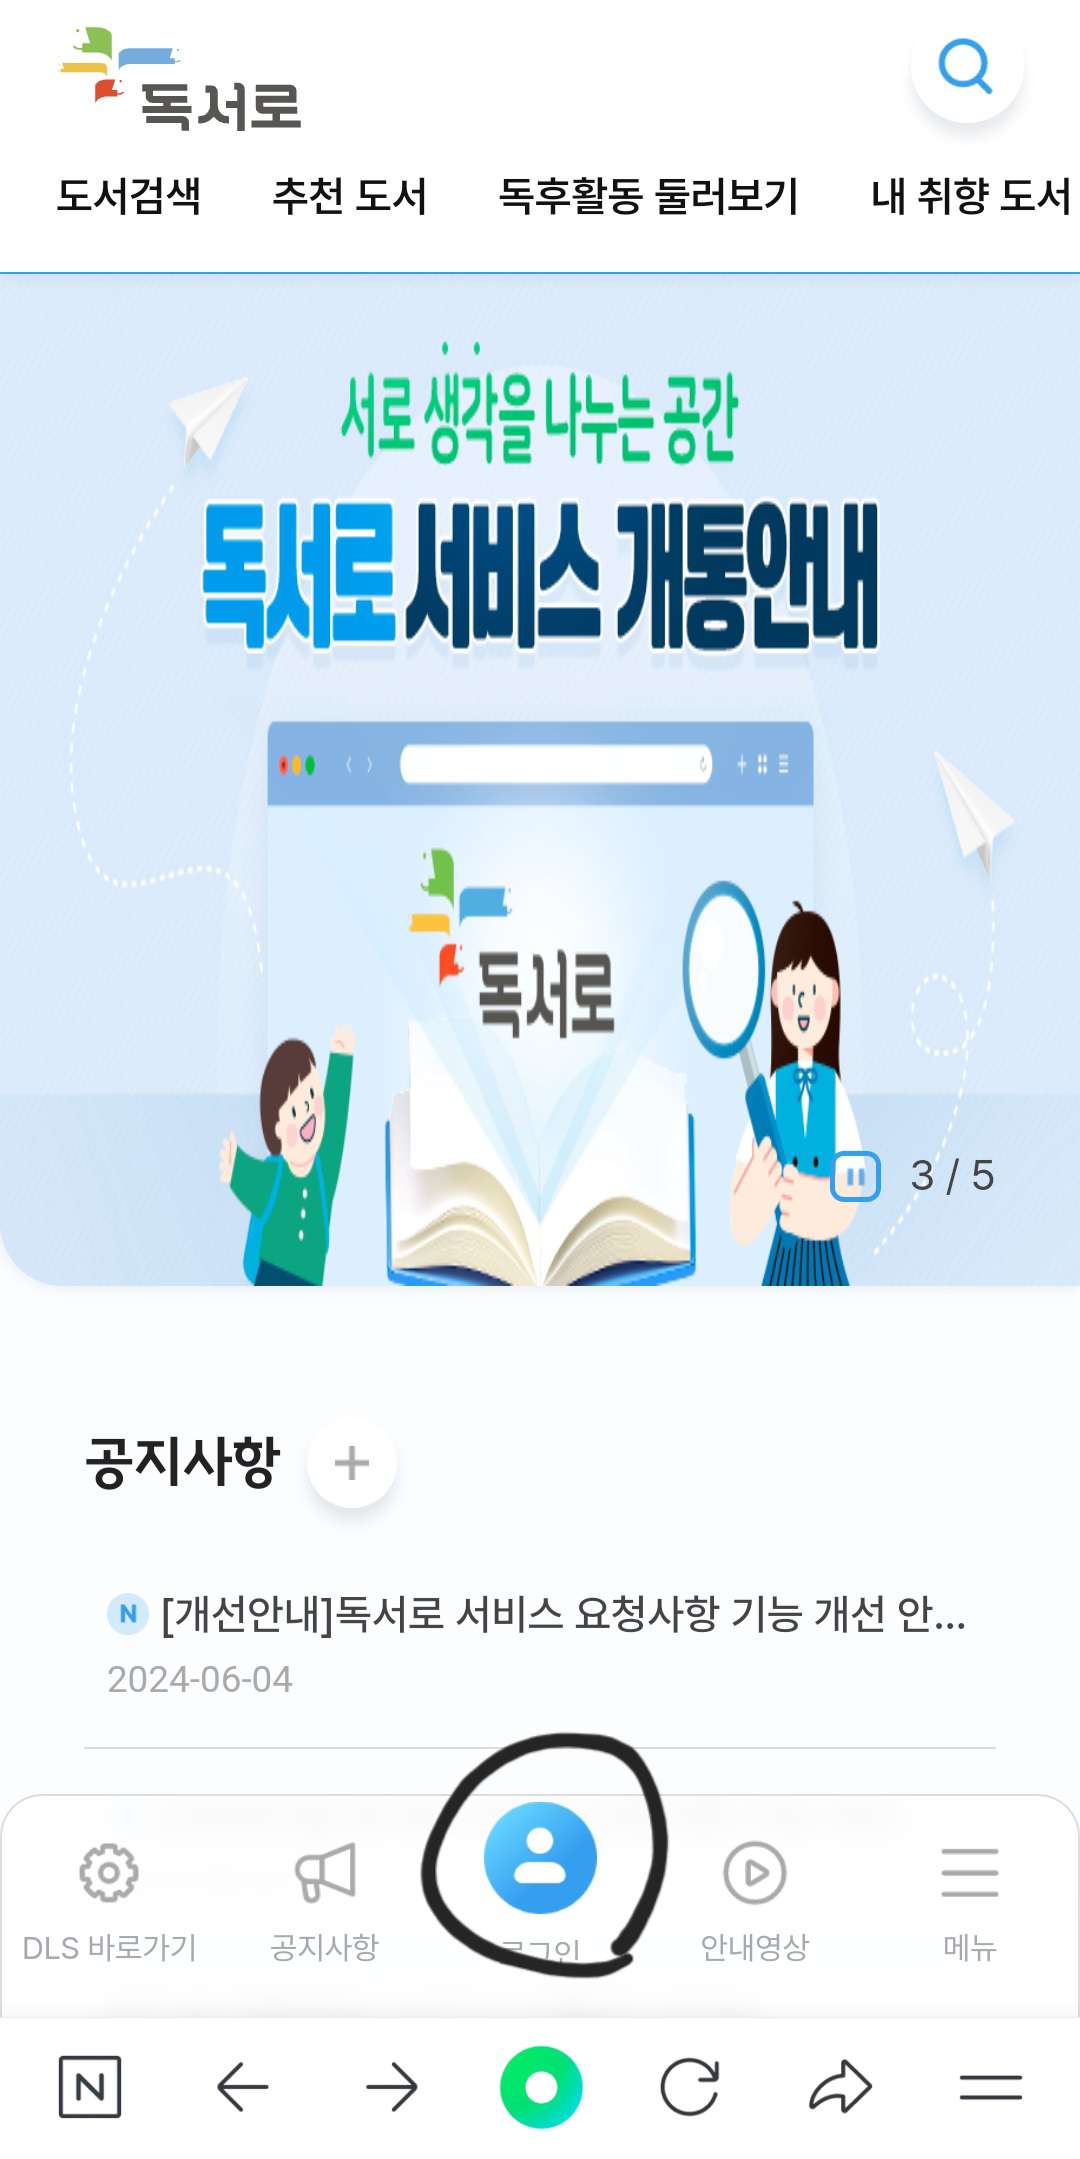 독서로
도서검색 추천 도서 독후활동 둘러보기 내 취향 도서
서로 생각을 나누는 공간
독서로 서비스 개통안내
독서로
3 / 5
공지사항
N [개선안내]독서로 서비스 요청사항 기능 개선 안...
2024-06-04
DLS 바로가기 공지사항 로그인 안내영상 메뉴
N